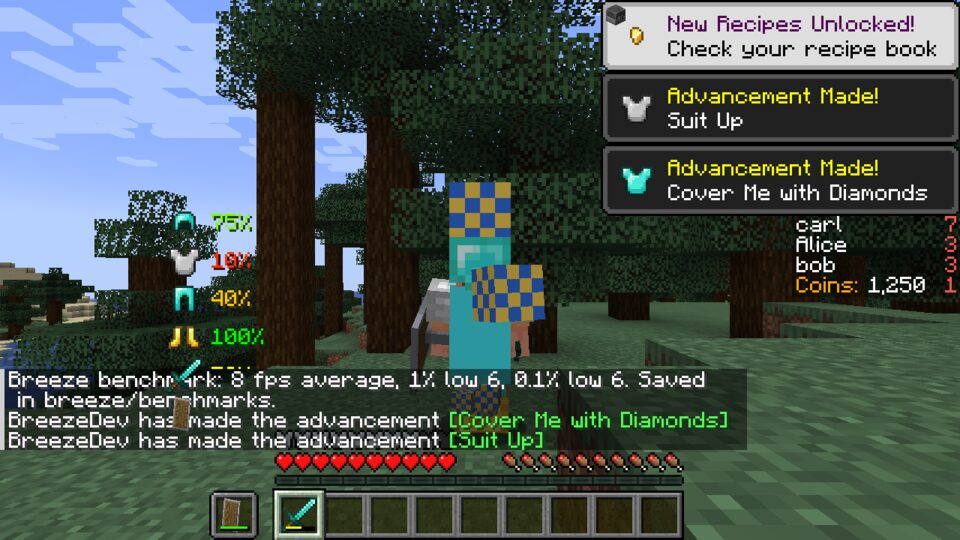 New Recipes Unlocked!
Check your recipe book
Advancement Made!
Suit Up
Advancement Made!
Cover Me with Diamonds
carl 7
Alice 3
bob 3
Coins: 1,250 1
75%
10%
40%
100%
Breeze benchmark: 8 fps average, 1% low 6, 0.1% low 6. Saved
in breeze/benchmarks.
BreezeDev has made the advancement [Cover Me with Diamonds]
BreezeDev has made the advancement [Suit Up]